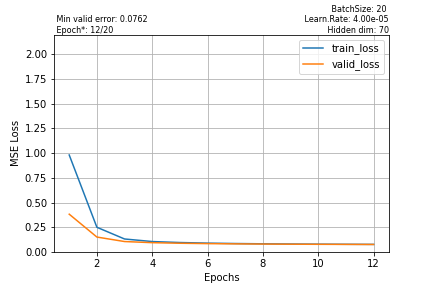 BatchSize: 20
Min valid error: 0.0762
Learn.Rate: 4.00e-05
Epoch*: 12/20
Hidden dim: 70
train_loss
valid_loss
2.00
1.75
1.50
1.25
1.00
0.75
0.50
0.25
0.00
MSE Loss
2 4 6 8 10 12
Epochs